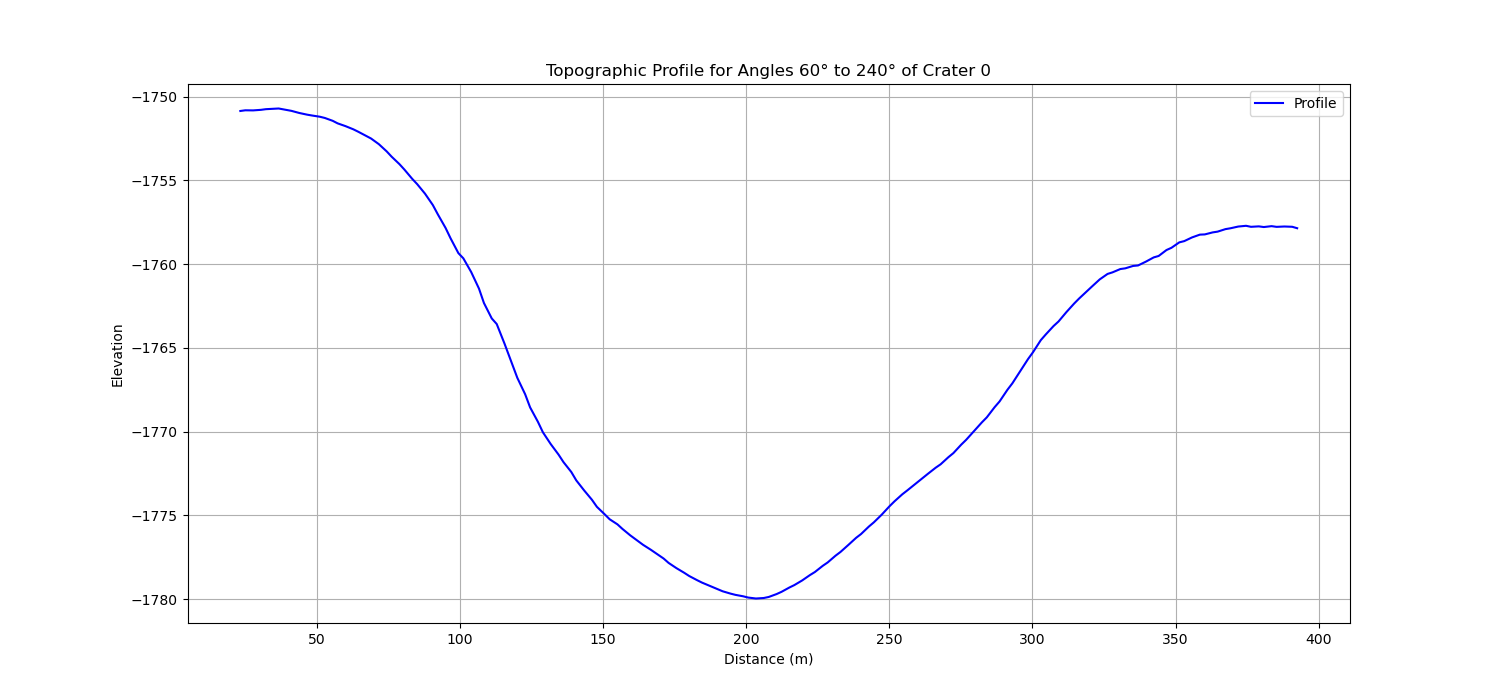 Topographic Profile for Angles 60° to 240° of Crater 0
Profile
Elevation
−1750
−1755
−1760
−1765
−1770
−1775
−1780
50 100 150 200 250 300 350 400
Distance (m)